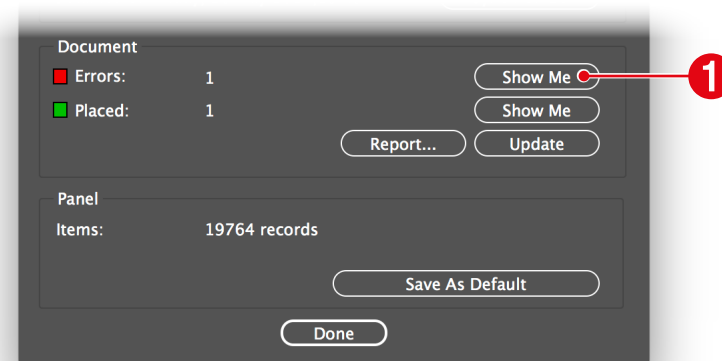 Document
Errors: 1 Show Me
1
Placed: 1 Show Me
Report... Update
Panel
Items: 19764 records
Save As Default
Done